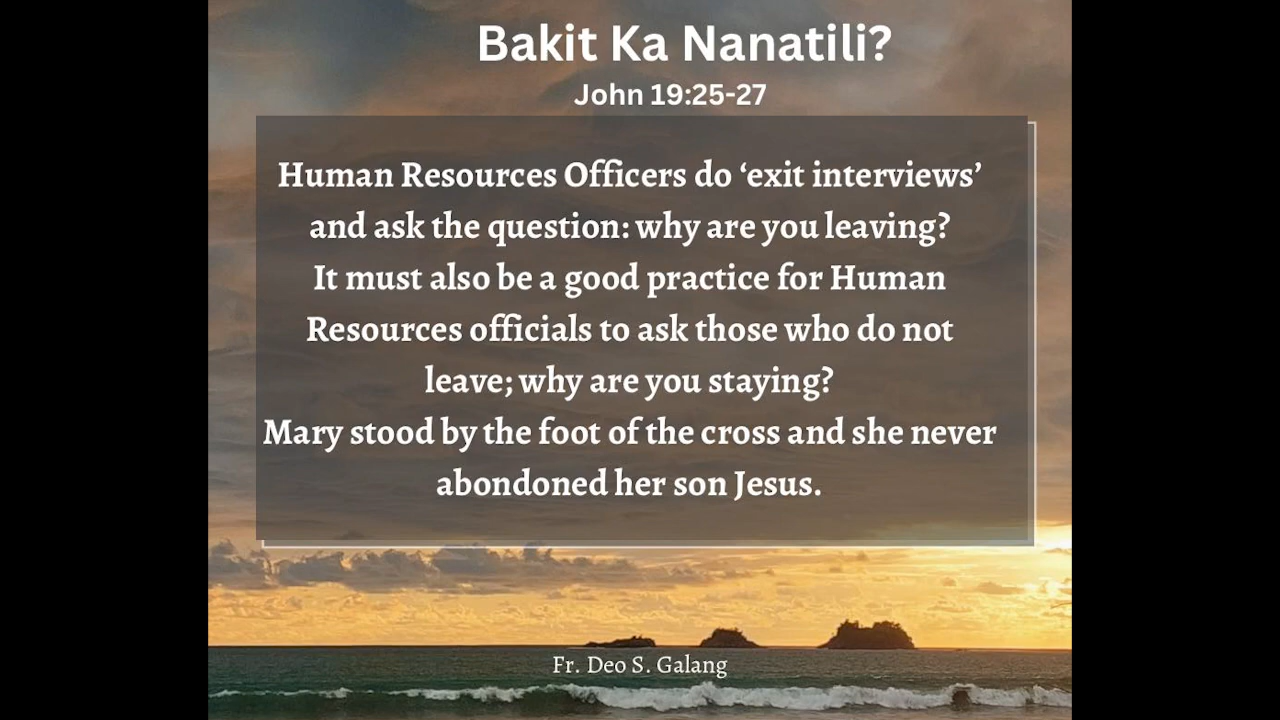 Bakit Ka Nanatili?
John 19:25-27
Human Resources Officers do ‘exit interviews’
and ask the question: why are you leaving?
It must also be a good practice for Human
Resources officials to ask those who do not
leave; why are you staying?
Mary stood by the foot of the cross and she never
abondoned her son Jesus.
Fr. Deo S. Galang